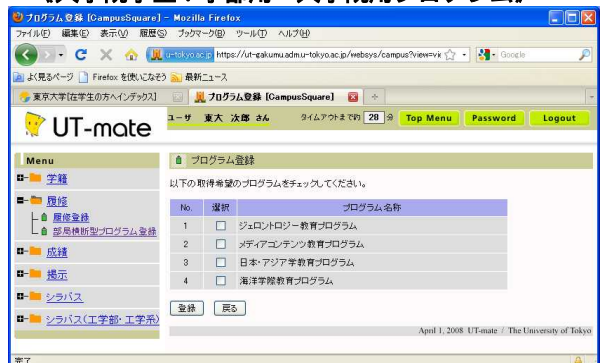 プログラム登録 [CampusSquare] - Mozilla Firefox
ファイル(F) 編集(E) 表示(V) 履歴(S) ブックマーク(B) ツール(T) ヘルプ(H)
u-tokyo.ac.jp https://ut-gakumu.adm.u-tokyo.ac.jp/websys/campus?view=vi
Google
よく見るページ Firefox を使いこなそう 最新ニュース
東京大学[在学生の方へインデックス] プログラム登録 [CampusSquare]
UT-mate
ユーザ 東大 次郎 さん タイムアウトまで約 28 分 Top Menu Password Logout
Menu
学籍
履修
履修登録
部局横断型プログラム登録
成績
掲示
シラバス
シラバス(工学部・工学系)
プログラム登録
以下の取得希望のプログラムをチェックしてください。
No. 選択 プログラム名称
1 ジェロントロジー教育プログラム
2 メディアコンテンツ教育プログラム
3 日本・アジア学教育プログラム
4 海洋学際教育プログラム
登録 戻る
April 1, 2008 UT-mate / The University of Tokyo
完了